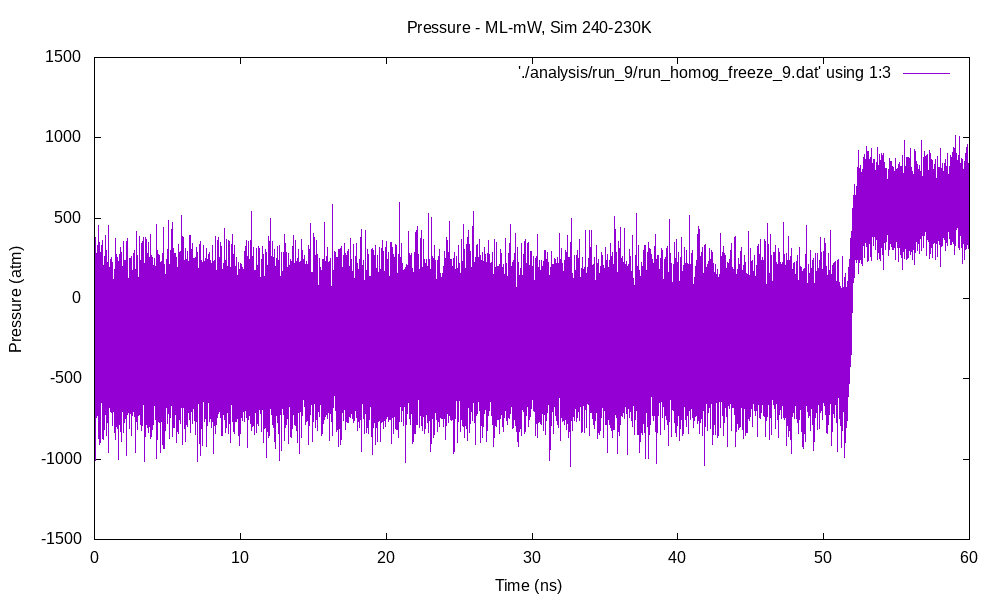 Pressure - ML-mW, Sim 240-230K
'./analysis/run_9/run_homog_freeze_9.dat' using 1:3
1500
1000
500
0
-500
-1000
-1500
Pressure (atm)
0 10 20 30 40 50 60
Time (ns)